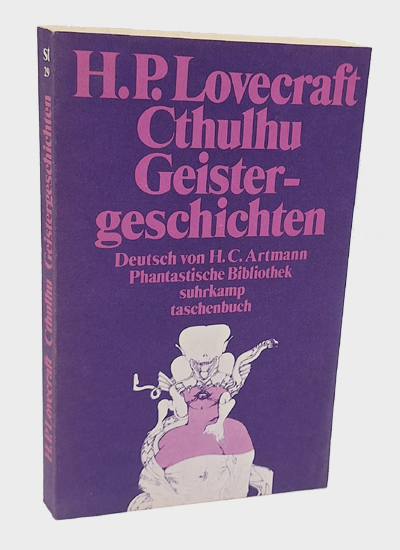 H.P. Lovecraft
Cthulhu
Geister-
geschichten
Deutsch von H. C. Artmann
Phantastische Bibliothek
suhrkamp
taschenbuch
St
29
H.P. Lovecraft Cthulhu Geistergeschichten